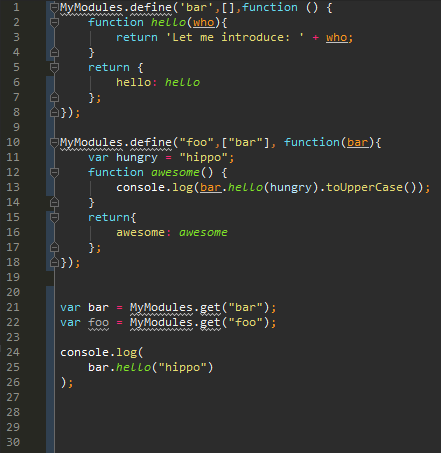 1 MyModules.define('bar',[],function () {
2 function hello(who){
3 return 'Let me introduce: ' + who;
4 }
5 return {
6 hello: hello
7 };
8 });
9
10 MyModules.define("foo",["bar"], function(bar){
11 var hungry = "hippo";
12 function awesome() {
13 console.log(bar.hello(hungry).toUpperCase());
14 }
15 return{
16 awesome: awesome
17 };
18 });
19
20
21 var bar = MyModules.get("bar");
22 var foo = MyModules.get("foo");
23
24 console.log(
25 bar.hello("hippo")
26 );
27
28
29
30